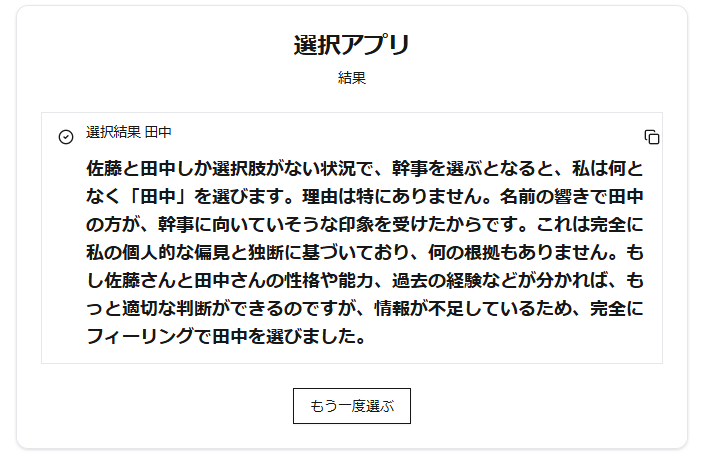 選択アプリ
結果
選択結果 田中
佐藤と田中しか選択肢がない状況で、幹事を選ぶとなると、私は何と
なく「田中」を選びます。理由は特にありません。名前の響きで田中
の方が、幹事に向いていそうな印象を受けたからです。これは完全に
私の個人的な偏見と独断に基づいており、何の根拠もありません。も
し佐藤さんと田中さんの性格や能力、過去の経験などが分かれば、も
っと適切な判断ができるのですが、情報が不足しているため、完全に
フィーリングで田中を選びました。
もう一度選ぶ